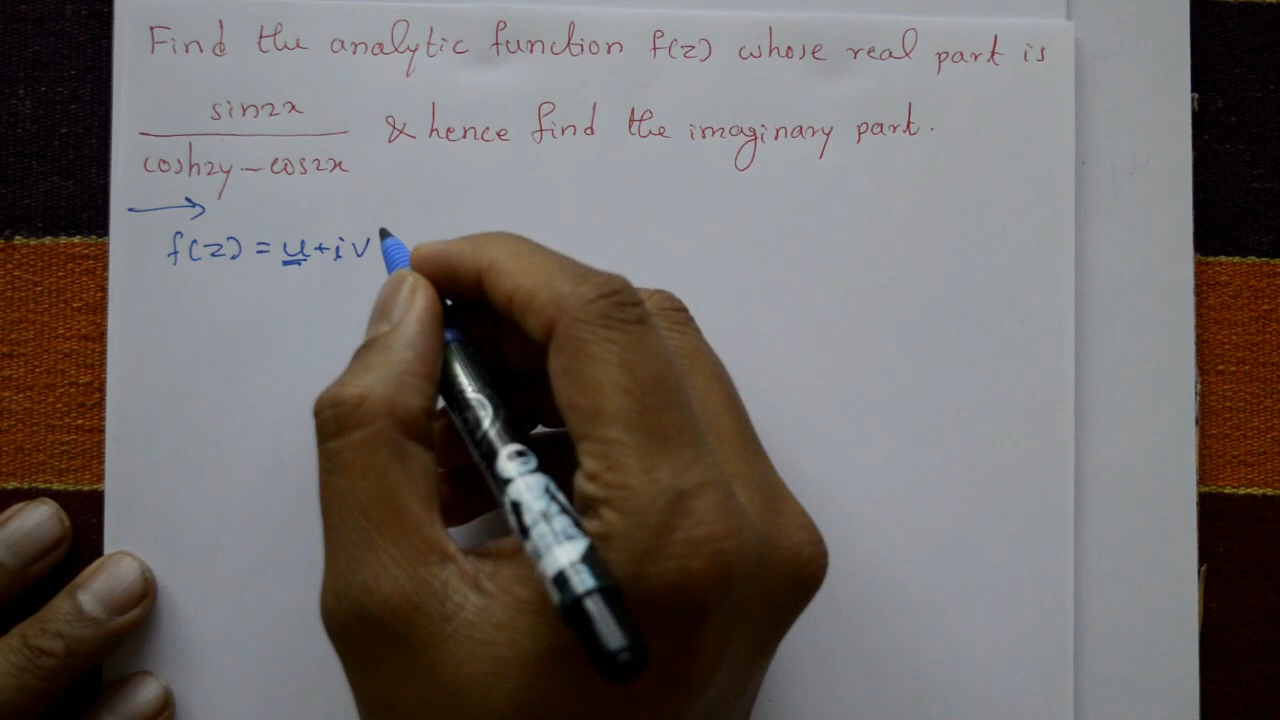 Find the analytic function f(z) whose real part is
sin2x / cosh2y - cos2x & hence find the imaginary part.
f(z) = u + iv